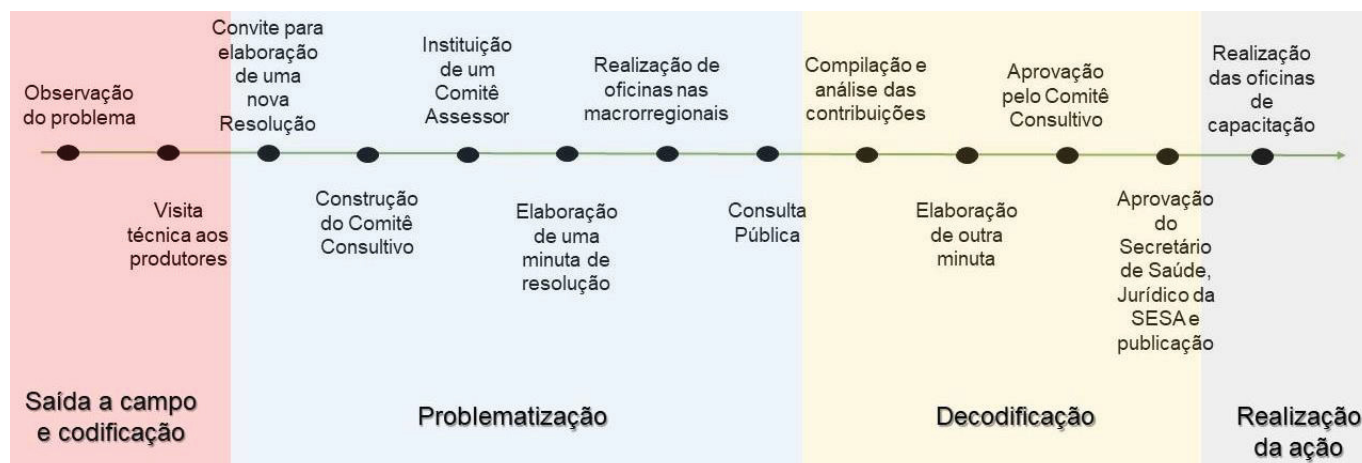 Observação
do problema
Visita
técnica aos
produtores
Convite para
elaboração
de uma
nova
Resolução
Construção
do Comitê
Consultivo
Instituição
de um
Comitê
Assessor
Elaboração
de uma
minuta de
resolução
Realização de
oficinas nas
macrorregionais
Consulta
Pública
Compilação e
análise das
contribuições
Elaboração
de outra
minuta
Aprovação
pelo Comitê
Consultivo
Aprovação
do
Secretário
de Saúde,
Jurídico da
SESA e
publicação
Realização
das oficinas
de
capacitação
Saída a campo
e codificação
Problematização
Decodificação
Realização
da ação